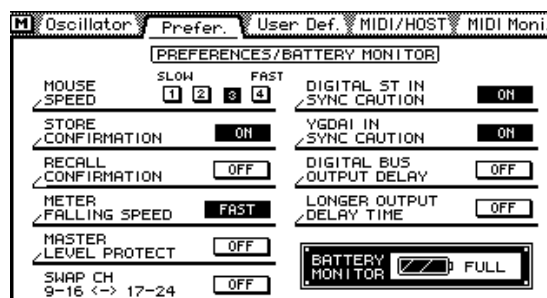 M Oscillator Prefer. User Def. MIDI/HOST MIDI Moni.
PREFERENCES/BATTERY MONITOR
SLOW FAST
MOUSE SPEED 1 2 3 4
DIGITAL ST IN SYNC CAUTION ON
STORE CONFIRMATION ON
YGDAI IN SYNC CAUTION ON
RECALL CONFIRMATION OFF
DIGITAL BUS OUTPUT DELAY OFF
METER FALLING SPEED FAST
LONGER OUTPUT DELAY TIME OFF
MASTER LEVEL PROTECT OFF
BATTERY MONITOR FULL
SWAP CH 9-16 <-> 17-24 OFF